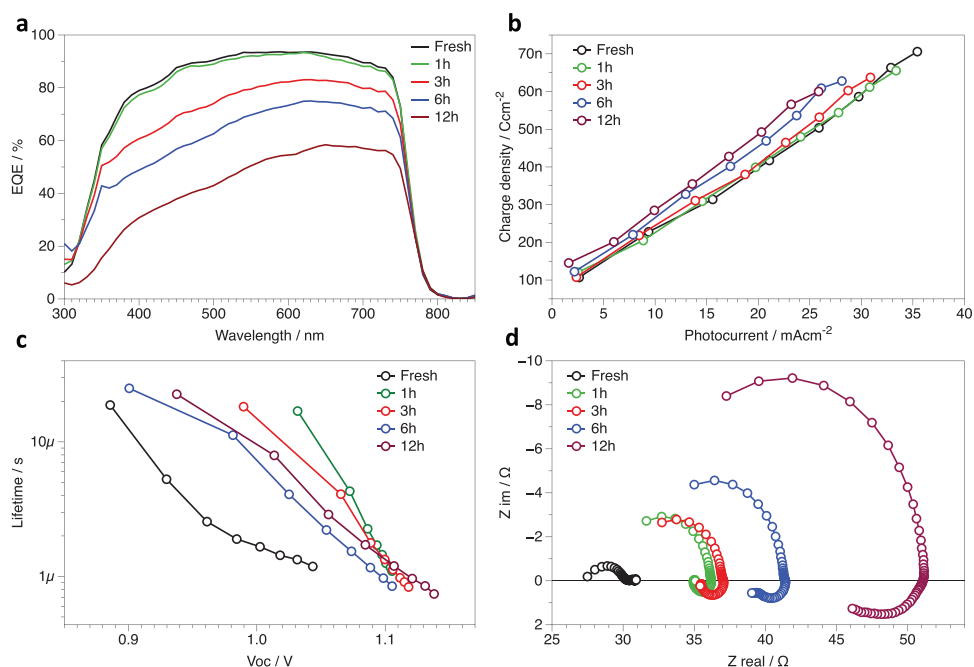 a
EQE / %
100
80
60
40
20
0
300
400
500
600
700
800
Wavelength / nm
Fresh
1h
3h
6h
12h
b
Charge density / Ccm-2
70n
60n
50n
40n
30n
20n
10n
0
5
10
15
20
25
30
35
40
Photocurrent / mAcm-2
Fresh
1h
3h
6h
12h
c
Lifetime / s
10µ
1µ
0.9
1.0
1.1
Voc / V
Fresh
1h
3h
6h
12h
d
Z im / Ω
−10
−8
−6
−4
−2
0
2
25
30
35
40
45
50
Z real / Ω
Fresh
1h
3h
6h
12h